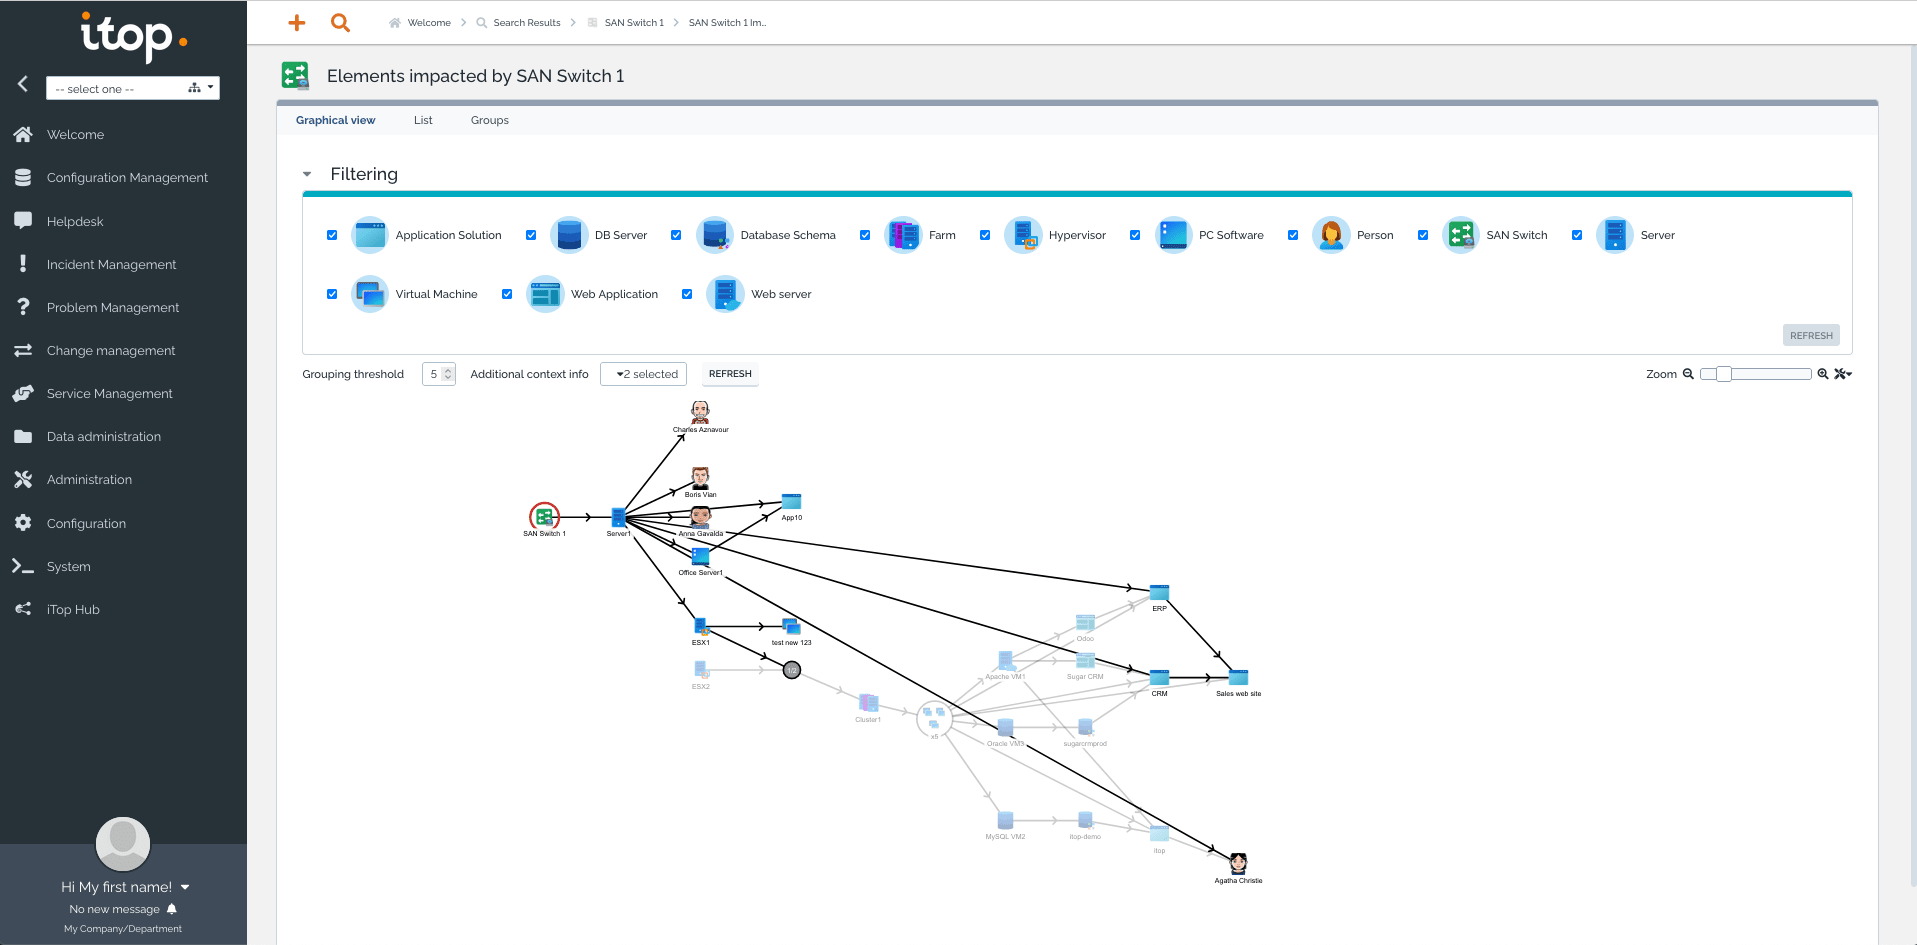 itop
-- select one --
Welcome
Configuration Management
Helpdesk
Incident Management
Problem Management
Change management
Service Management
Data administration
Administration
Configuration
System
iTop Hub
Hi My first name!
No new message
My Company/Department
Welcome
Search Results
SAN Switch 1
SAN Switch 1 Im...
Elements impacted by SAN Switch 1
Graphical view
List
Groups
Filtering
Application Solution
DB Server
Database Schema
Farm
Hypervisor
PC Software
Person
SAN Switch
Server
Virtual Machine
Web Application
Web server
REFRESH
Grouping threshold
5
Additional context info
2 selected
REFRESH
Zoom
Charles Aznavour
Boris Vian
App10
SAN Switch 1
Server1
Anna Gavalda
Office Server1
ERP
ESX1
test new 123
Odoo
1/2
ESX2
Apache VM1
Sugar CRM
CRM
Sales web site
Cluster1
x5
Oracle VM3
sugarcrmprod
MySQL VM2
itop-demo
itop
Agatha Christie